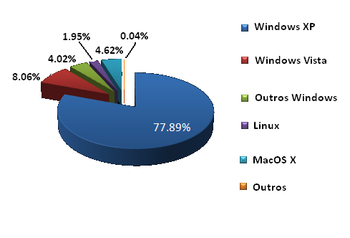 1.95%
0.04%
4.02%
4.62%
8.06%
77.89%
Windows XP
Windows Vista
Outros Windows
Linux
MacOS X
Outros